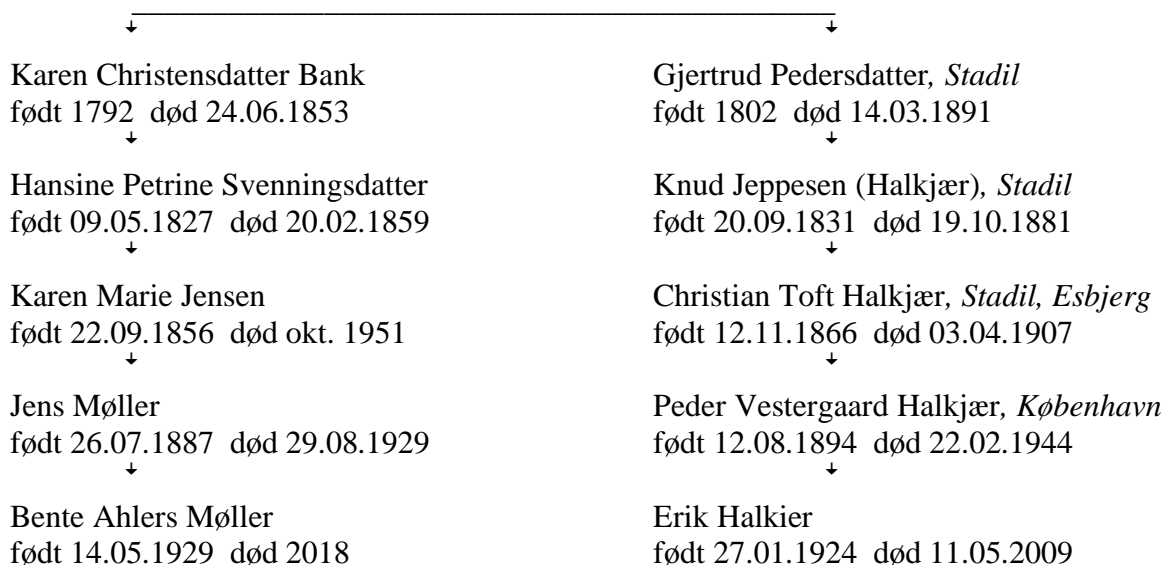 Karen Christensdatter Bank
født 1792 død 24.06.1853
Hansine Petrine Svenningsdatter
født 09.05.1827 død 20.02.1859
Karen Marie Jensen
født 22.09.1856 død okt. 1951
Jens Møller
født 26.07.1887 død 29.08.1929
Bente Ahlers Møller
født 14.05.1929 død 2018
Gjertrud Pedersdatter, Stadil
født 1802 død 14.03.1891
Knud Jeppesen (Halkjær), Stadil
født 20.09.1831 død 19.10.1881
Christian Toft Halkjær, Stadil, Esbjerg
født 12.11.1866 død 03.04.1907
Peder Vestergaard Halkjær, København
født 12.08.1894 død 22.02.1944
Erik Halkier
født 27.01.1924 død 11.05.2009